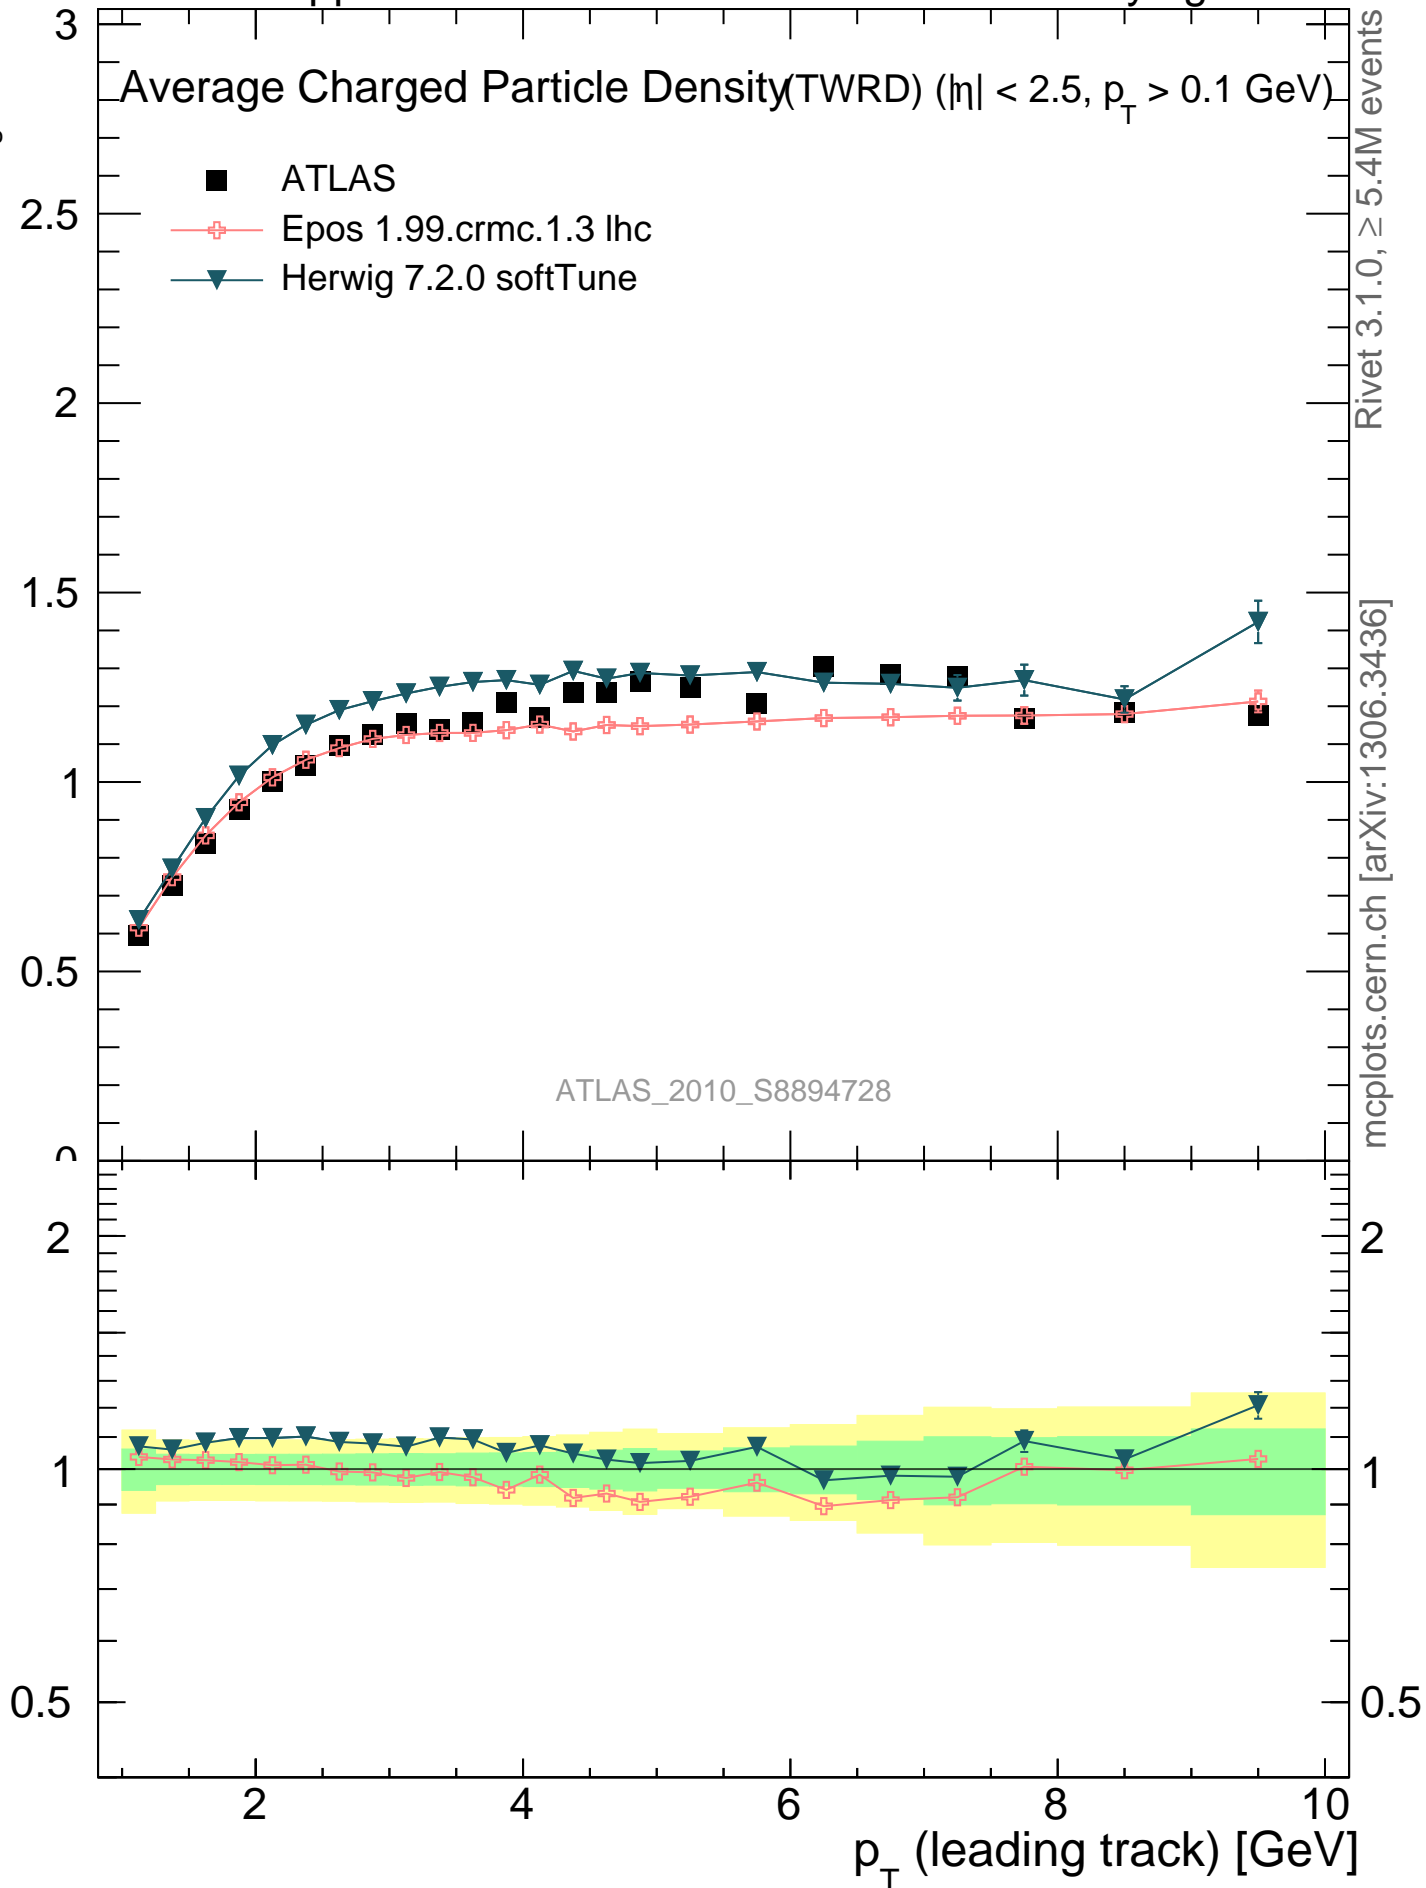 Average Charged Particle Density (TWRD) (|η| < 2.5, p_T > 0.1 GeV)
ATLAS
Epos 1.99.crmc.1.3 lhc
Herwig 7.2.0 softTune
3
2.5
2
1.5
1
0.5
0
ATLAS_2010_S8894728
Rivet 3.1.0, ≥ 5.4M events
mcplots.cern.ch [arXiv:1306.3436]
2
1
0.5
2
1
0.5
2 4 6 8 10
p_T (leading track) [GeV]